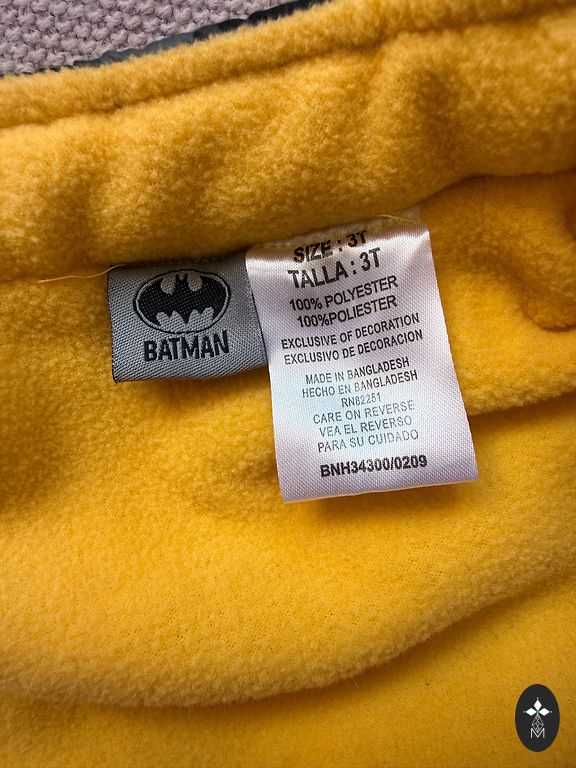 BATMAN
SIZE : 3T
TALLA : 3T
100% POLYESTER
100%POLIESTER
EXCLUSIVE OF DECORATION
EXCLUSIVO DE DECORACION
MADE IN BANGLADESH
HECHO EN BANGLADESH
RN82251
CARE ON REVERSE
VEA EL REVERSO
PARA SU CUIDADO
BNH34300/0209
M